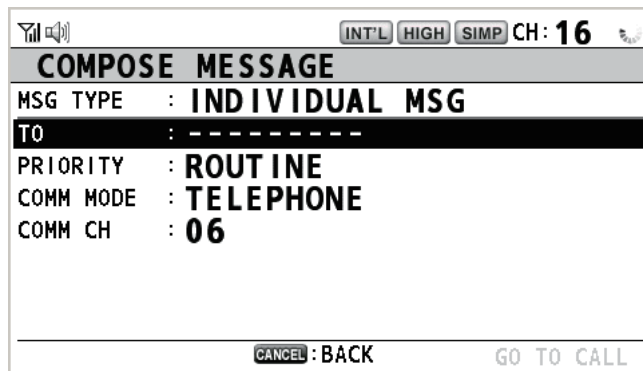 INT'L HIGH SIMP CH: 16
COMPOSE MESSAGE
MSG TYPE : INDIVIDUAL MSG
TO : ---------
PRIORITY : ROUTINE
COMM MODE : TELEPHONE
COMM CH : 06
CANCEL : BACK GO TO CALL